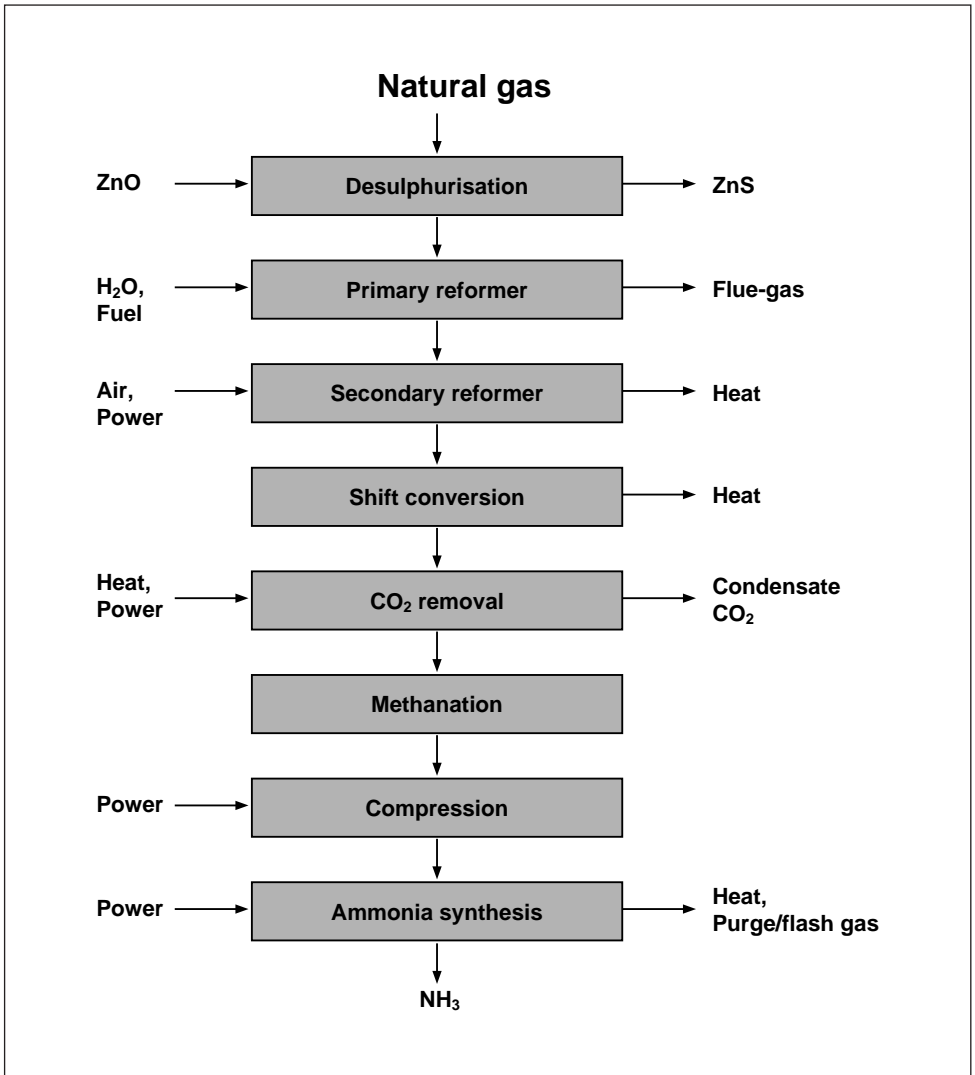 Natural gas
ZnO
Desulphurisation
ZnS
H₂O,
Fuel
Primary reformer
Flue-gas
Air,
Power
Secondary reformer
Heat
Shift conversion
Heat
Heat,
Power
CO₂ removal
Condensate
CO₂
Methanation
Power
Compression
Power
Ammonia synthesis
Heat,
Purge/flash gas
NH₃